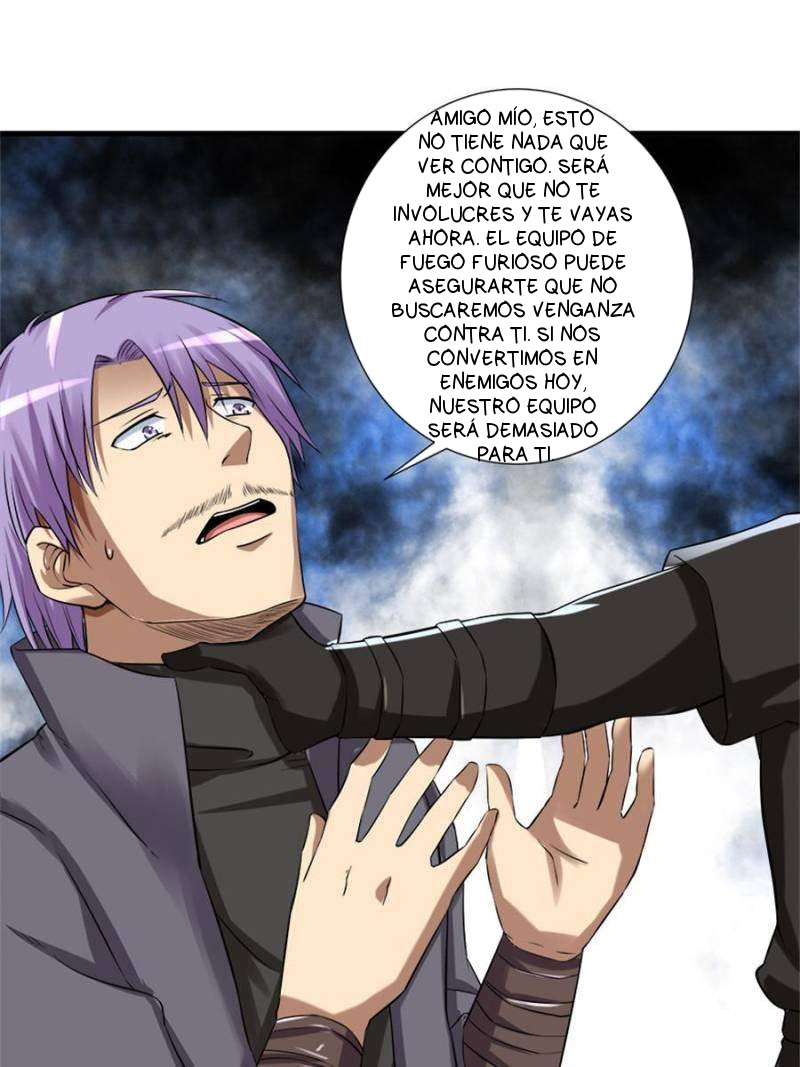 AMIGO MÍO, ESTO
NO TIENE NADA QUE
VER CONTIGO. SERÁ
MEJOR QUE NO TE
INVOLUCRES Y TE VAYAS
AHORA. EL EQUIPO DE
FUEGO FURIOSO PUEDE
ASEGURARTE QUE NO
BUSCAREMOS VENGANZA
CONTRA TI. SI NOS
CONVERTIMOS EN
ENEMIGOS HOY,
NUESTRO EQUIPO
SERÁ DEMASIADO
PARA TI